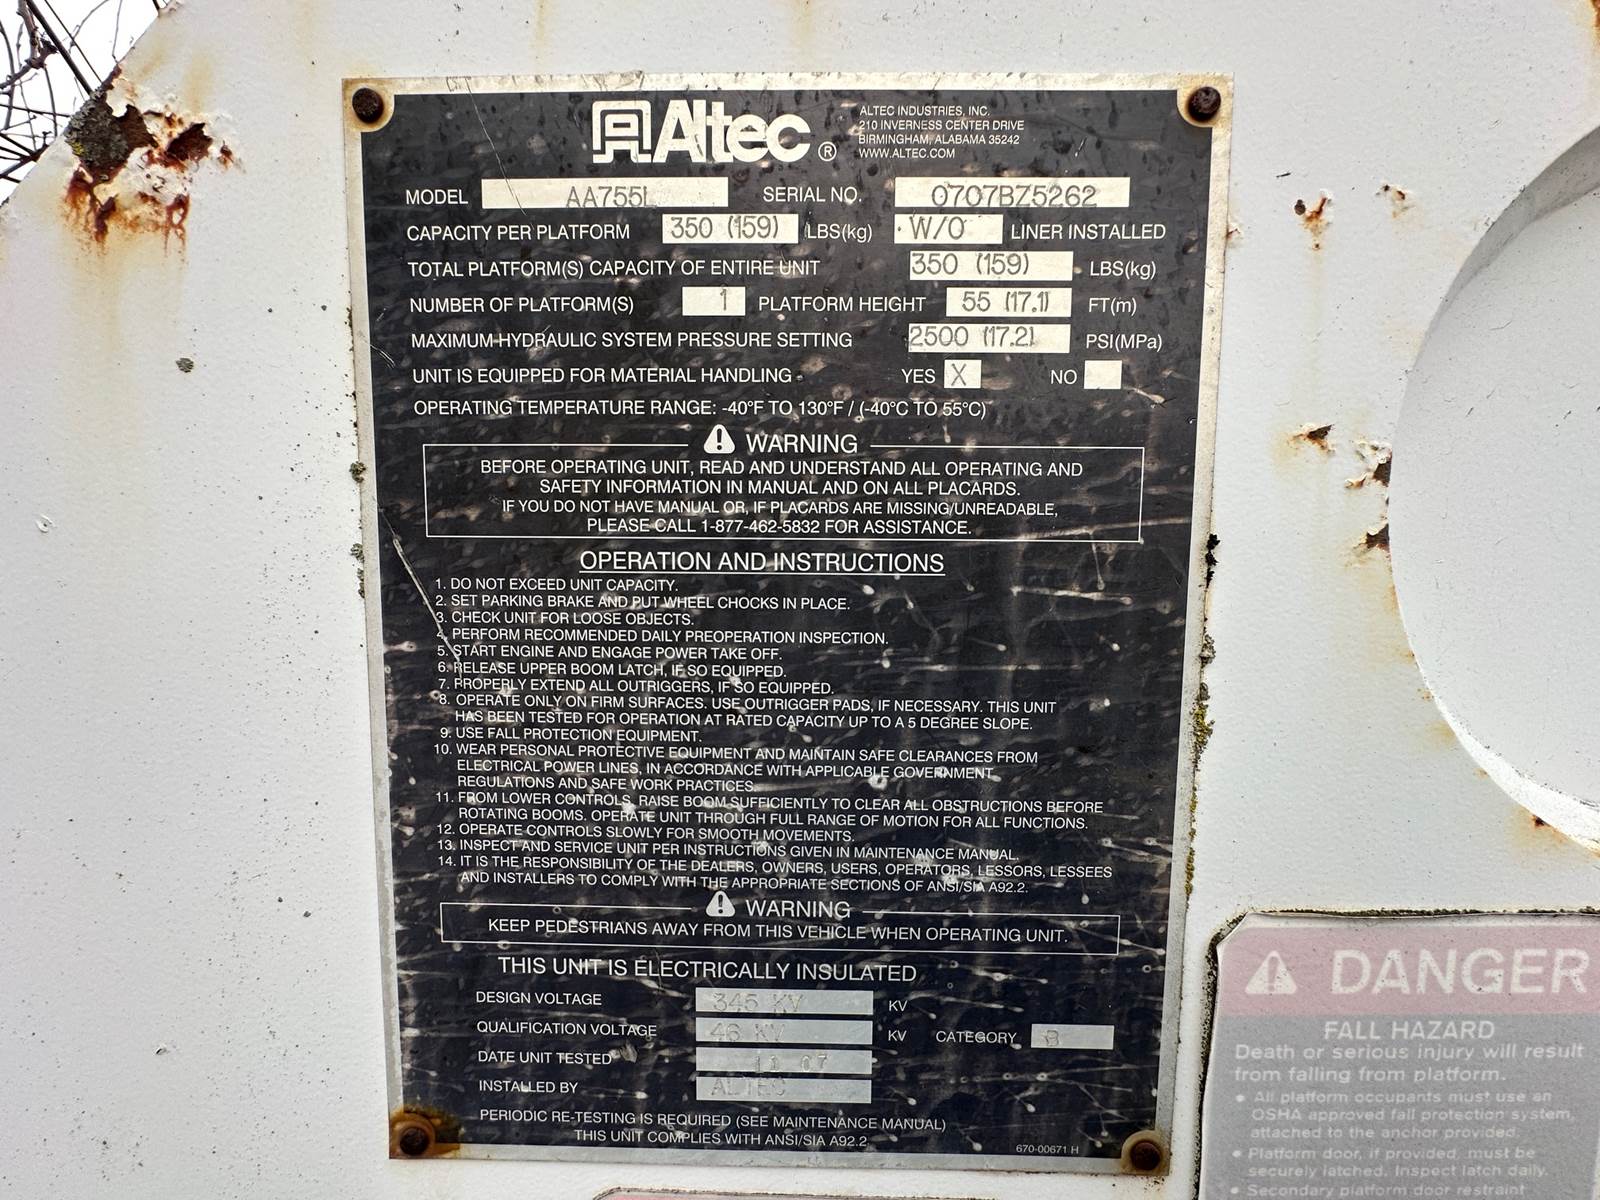 Altec ®
ALTEC INDUSTRIES, INC.
210 INVERNESS CENTER DRIVE
BIRMINGHAM, ALABAMA 35242
WWW.ALTEC.COM
MODEL AA755L SERIAL NO. 0707BZ5262
CAPACITY PER PLATFORM 350 (159) LBS(kg) W/O LINER INSTALLED
TOTAL PLATFORM(S) CAPACITY OF ENTIRE UNIT 350 (159) LBS(kg)
NUMBER OF PLATFORM(S) 1 PLATFORM HEIGHT 55 (17.1) FT(m)
MAXIMUM HYDRAULIC SYSTEM PRESSURE SETTING 2500 (17.2) PSI(MPa)
UNIT IS EQUIPPED FOR MATERIAL HANDLING YES X NO
OPERATING TEMPERATURE RANGE: -40°F TO 130°F / (-40°C TO 55°C)
WARNING
BEFORE OPERATING UNIT, READ AND UNDERSTAND ALL OPERATING AND
SAFETY INFORMATION IN MANUAL AND ON ALL PLACARDS.
IF YOU DO NOT HAVE MANUAL OR, IF PLACARDS ARE MISSING/UNREADABLE,
PLEASE CALL 1-877-462-5832 FOR ASSISTANCE.
OPERATION AND INSTRUCTIONS
1. DO NOT EXCEED UNIT CAPACITY.
2. SET PARKING BRAKE AND PUT WHEEL CHOCKS IN PLACE.
3. CHECK UNIT FOR LOOSE OBJECTS.
4. PERFORM RECOMMENDED DAILY PREOPERATION INSPECTION.
5. START ENGINE AND ENGAGE POWER TAKE OFF.
6. RELEASE UPPER BOOM LATCH, IF SO EQUIPPED.
7. PROPERLY EXTEND ALL OUTRIGGERS, IF SO EQUIPPED.
8. OPERATE ONLY ON FIRM SURFACES. USE OUTRIGGER PADS, IF NECESSARY. THIS UNIT
HAS BEEN TESTED FOR OPERATION AT RATED CAPACITY UP TO A 5 DEGREE SLOPE.
9. USE FALL PROTECTION EQUIPMENT.
10. WEAR PERSONAL PROTECTIVE EQUIPMENT AND MAINTAIN SAFE CLEARANCES FROM
ELECTRICAL POWER LINES, IN ACCORDANCE WITH APPLICABLE GOVERNMENT
REGULATIONS AND SAFE WORK PRACTICES.
11. FROM LOWER CONTROLS, RAISE BOOM SUFFICIENTLY TO CLEAR ALL OBSTRUCTIONS BEFORE
ROTATING BOOMS. OPERATE UNIT THROUGH FULL RANGE OF MOTION FOR ALL FUNCTIONS.
12. OPERATE CONTROLS SLOWLY FOR SMOOTH MOVEMENTS.
13. INSPECT AND SERVICE UNIT PER INSTRUCTIONS GIVEN IN MAINTENANCE MANUAL.
14. IT IS THE RESPONSIBILITY OF THE DEALERS, OWNERS, USERS, OPERATORS, LESSORS, LESSEES
AND INSTALLERS TO COMPLY WITH THE APPROPRIATE SECTIONS OF ANSI/SIA A92.2.
WARNING
KEEP PEDESTRIANS AWAY FROM THIS VEHICLE WHEN OPERATING UNIT.
THIS UNIT IS ELECTRICALLY INSULATED
DESIGN VOLTAGE 345 KV KV
QUALIFICATION VOLTAGE 46 KV KV CATEGORY B
DATE UNIT TESTED 11 07
INSTALLED BY ALTEC
PERIODIC RE-TESTING IS REQUIRED (SEE MAINTENANCE MANUAL)
THIS UNIT COMPLIES WITH ANSI/SIA A92.2
670-00671 H
DANGER
FALL HAZARD
Death or serious injury will result
from falling from platform.
• All platform occupants must use an
OSHA approved fall protection system,
attached to the anchor provided.
• Platform door, if provided, must be
securely latched. Inspect latch daily.
• Secondary platform door restraint